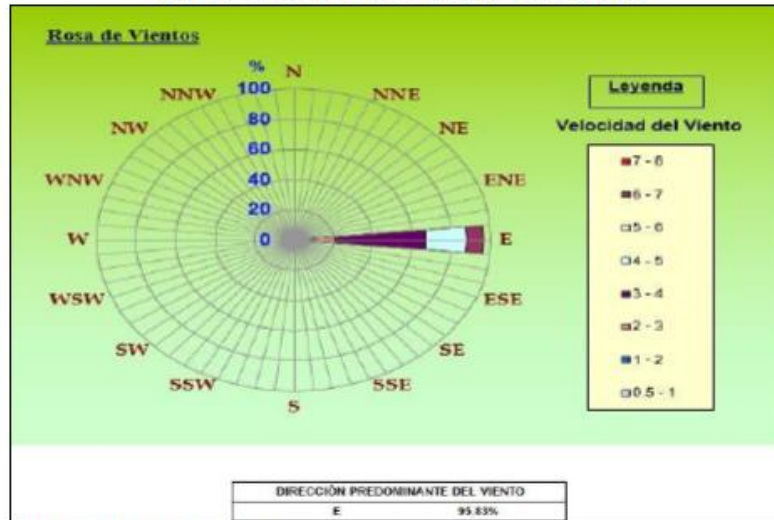 Rosa de Vientos
%
N
NNE
NE
ENE
E
ESE
SE
SSE
S
SSW
SW
WSW
W
WNW
NW
NNW
100
80
60
40
20
0
Leyenda
Velocidad del Viento
7 - 8
6 - 7
5 - 6
4 - 5
3 - 4
2 - 3
1 - 2
0.5 - 1
DIRECCIÓN PREDOMINANTE DEL VIENTO
E 95.83%